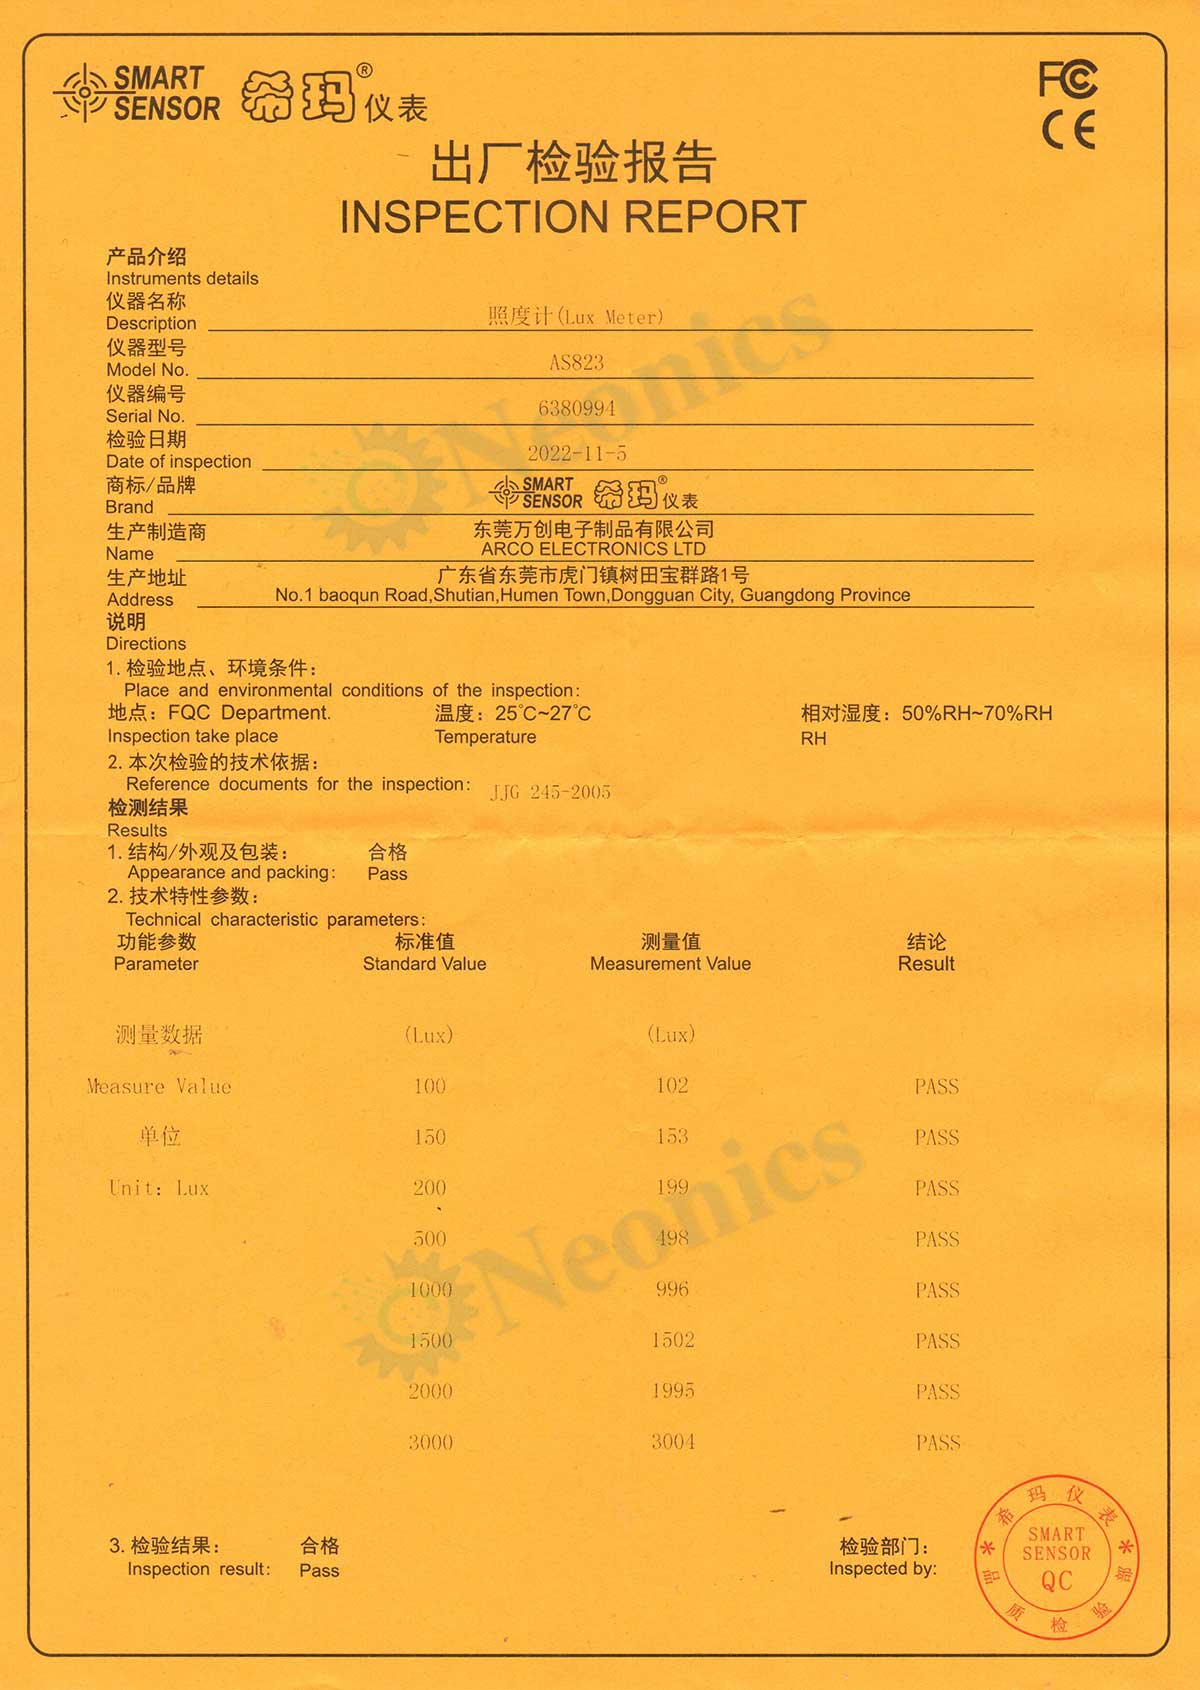 SMART SENSOR 希玛® 仪表
FC
CE
出厂检验报告
INSPECTION REPORT
产品介绍
Instruments details
仪器名称
Description 照度计(Lux Meter)
仪器型号
Model No. AS823
仪器编号
Serial No. 6380994
检验日期
Date of inspection 2022-11-5
商标/品牌
Brand SMART SENSOR 希玛® 仪表
生产制造商 东莞万创电子制品有限公司
Name ARCO ELECTRONICS LTD
生产地址 广东省东莞市虎门镇树田宝群路1号
Address No.1 baoqun Road,Shutian,Humen Town,Dongguan City, Guangdong Province
说明
Directions
1. 检验地点、环境条件：
Place and environmental conditions of the inspection:
地点：FQC Department. 温度：25℃~27℃ 相对湿度：50%RH~70%RH
Inspection take place Temperature RH
2. 本次检验的技术依据：
Reference documents for the inspection: JJG 245-2005
检测结果
Results
1. 结构/外观及包装： 合格
Appearance and packing: Pass
2. 技术特性参数：
Technical characteristic parameters:
功能参数 标准值 测量值 结论
Parameter Standard Value Measurement Value Result
测量数据 (Lux) (Lux)
Measure Value 100 102 PASS
单位 150 153 PASS
Unit: Lux 200 199 PASS
500 498 PASS
1000 996 PASS
1500 1502 PASS
2000 1995 PASS
3000 3004 PASS
3. 检验结果： 合格 检验部门：
Inspection result: Pass Inspected by:
希玛仪表
SMART
SENSOR
QC
品质检验部
Neonics
Neonics